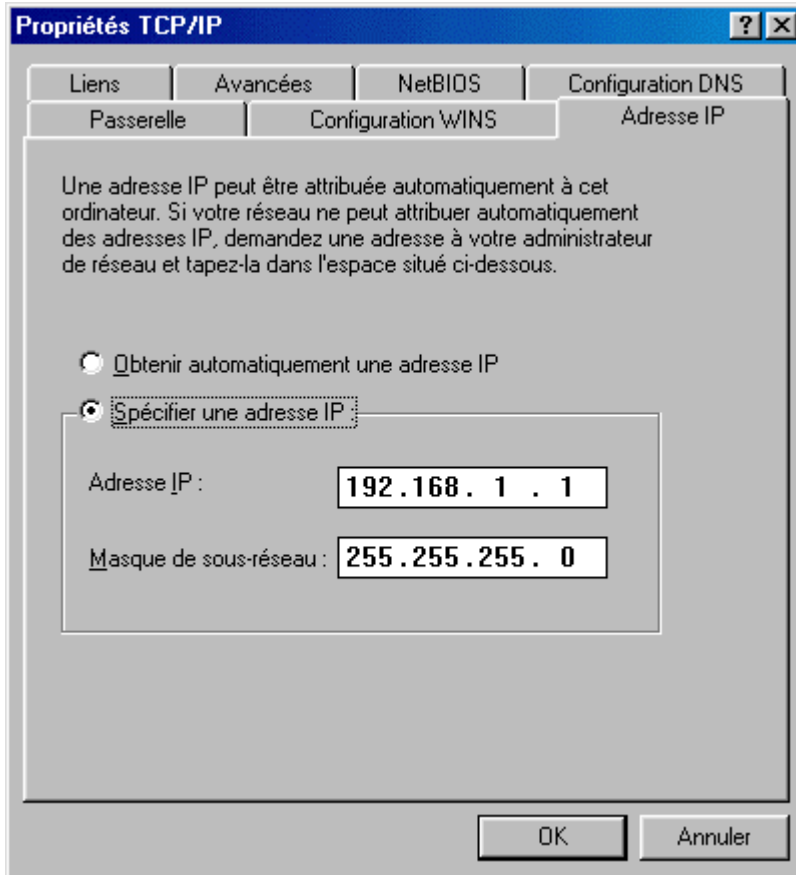 Propriétés TCP/IP
Liens Avancées NetBIOS Configuration DNS
Passerelle Configuration WINS Adresse IP
Une adresse IP peut être attribuée automatiquement à cet
ordinateur. Si votre réseau ne peut attribuer automatiquement
des adresses IP, demandez une adresse à votre administrateur
de réseau et tapez-la dans l'espace situé ci-dessous.
Obtenir automatiquement une adresse IP
Spécifier une adresse IP :
Adresse IP : 192.168. 1 . 1
Masque de sous-réseau : 255.255.255. 0
OK Annuler